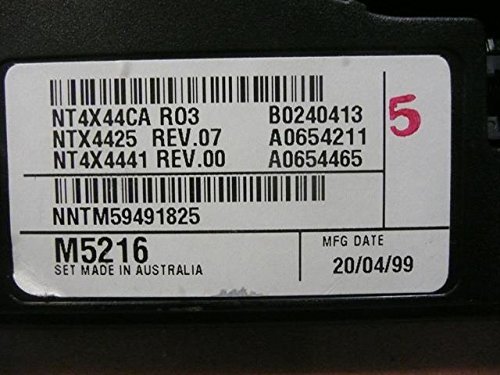 NT4X44CA R03 B0240413
NTX4425 REV.07 A0654211
NT4X4441 REV.00 A0654465
5
NNTM59491825
M5216
SET MADE IN AUSTRALIA
MFG DATE
20/04/99